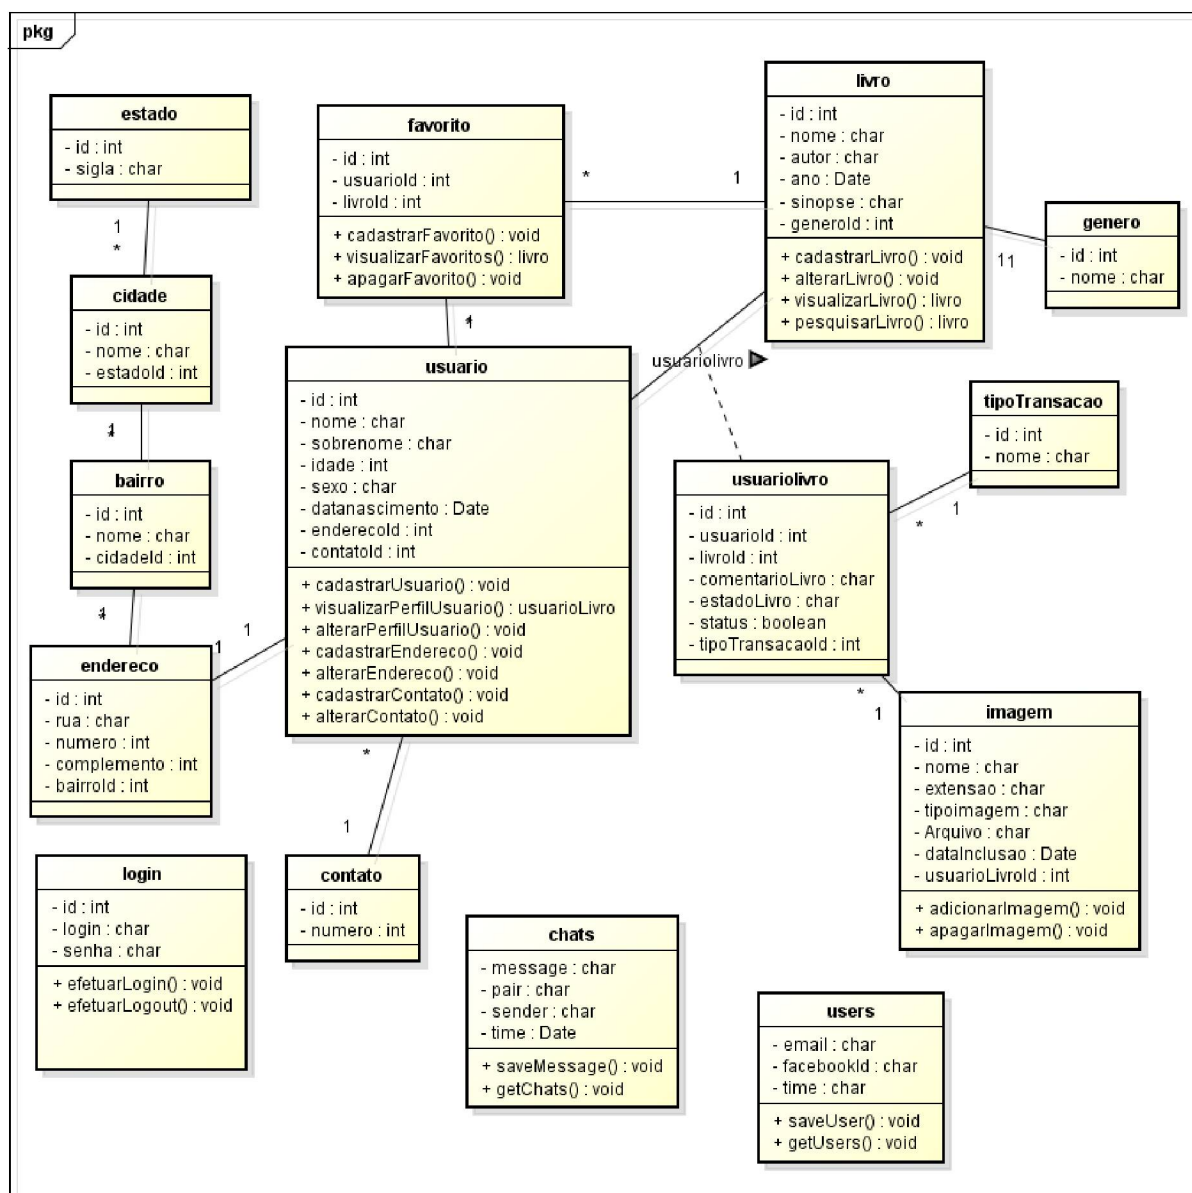 pkg
estado
- id : int
- sigla : char
1
*
cidade
- id : int
- nome : char
- estadoId : int
1
*
bairro
- id : int
- nome : char
- cidadeId : int
1
*
endereco
- id : int
- rua : char
- numero : int
- complemento : int
- bairroId : int
1
1
login
- id : int
- login : char
- senha : char
+ efetuarLogin() : void
+ efetuarLogout() : void
favorito
- id : int
- usuarioId : int
- livroId : int
+ cadastrarFavorito() : void
+ visualizarFavoritos() : livro
+ apagarFavorito() : void
*
1
*
1
usuario
- id : int
- nome : char
- sobrenome : char
- idade : int
- sexo : char
- datanascimento : Date
- enderecoId : int
- contatoId : int
+ cadastrarUsuario() : void
+ visualizarPerfilUsuario() : usuarioLivro
+ alterarPerfilUsuario() : void
+ cadastrarEndereco() : void
+ alterarEndereco() : void
+ cadastrarContato() : void
+ alterarContato() : void
*
1
contato
- id : int
- numero : int
livro
- id : int
- nome : char
- autor : char
- ano : Date
- sinopse : char
- generoId : int
+ cadastrarLivro() : void
+ alterarLivro() : void
+ visualizarLivro() : livro
+ pesquisarLivro() : livro
1
1
genero
- id : int
- nome : char
usuariolivro
tipoTransacao
- id : int
- nome : char
usuariolivro
- id : int
- usuarioId : int
- livroId : int
- comentarioLivro : char
- estadoLivro : char
- status : boolean
- tipoTransacaoId : int
*
1
*
1
imagem
- id : int
- nome : char
- extensao : char
- tipoimagem : char
- Arquivo : char
- dataInclusao : Date
- usuarioLivroId : int
+ adicionarImagem() : void
+ apagarImagem() : void
chats
- message : char
- pair : char
- sender : char
- time : Date
+ saveMessage() : void
+ getChats() : void
users
- email : char
- facebookId : char
- time : char
+ saveUser() : void
+ getUsers() : void